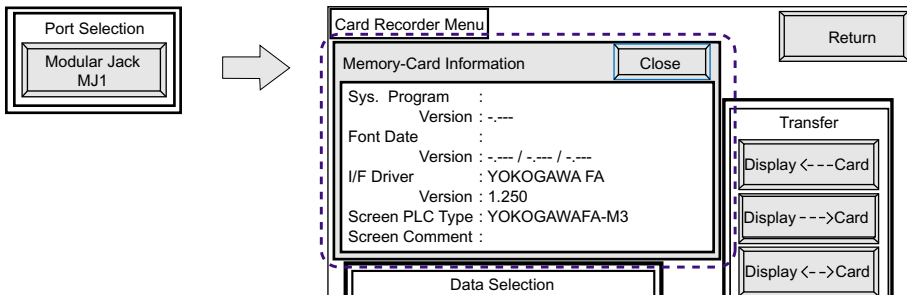 Port Selection
Modular Jack
MJ1
Card Recorder Menu
Return
Memory-Card Information
Close
Sys. Program :
Version : -.---
Font Date :
Version : -.--- / -.--- / -.---
I/F Driver : YOKOGAWA FA
Version : 1.250
Screen PLC Type : YOKOGAWAFA-M3
Screen Comment :
Transfer
Display <---Card
Display --->Card
Display <-->Card
Data Selection